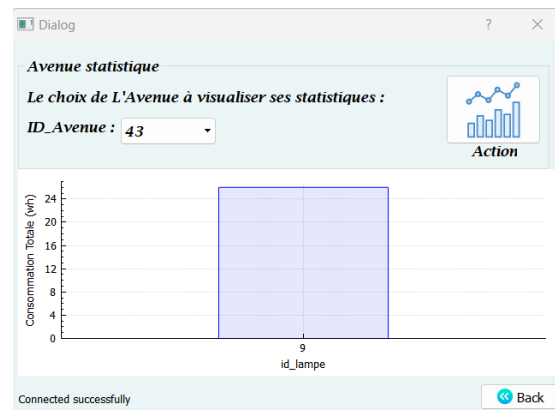 Dialog
?
Avenue statistique
Le choix de L'Avenue à visualiser ses statistiques :
ID_Avenue : 43
Action
Consommation Totale (wh)
24
20
16
12
8
4
0
9
id_lampe
Connected successfully
Back